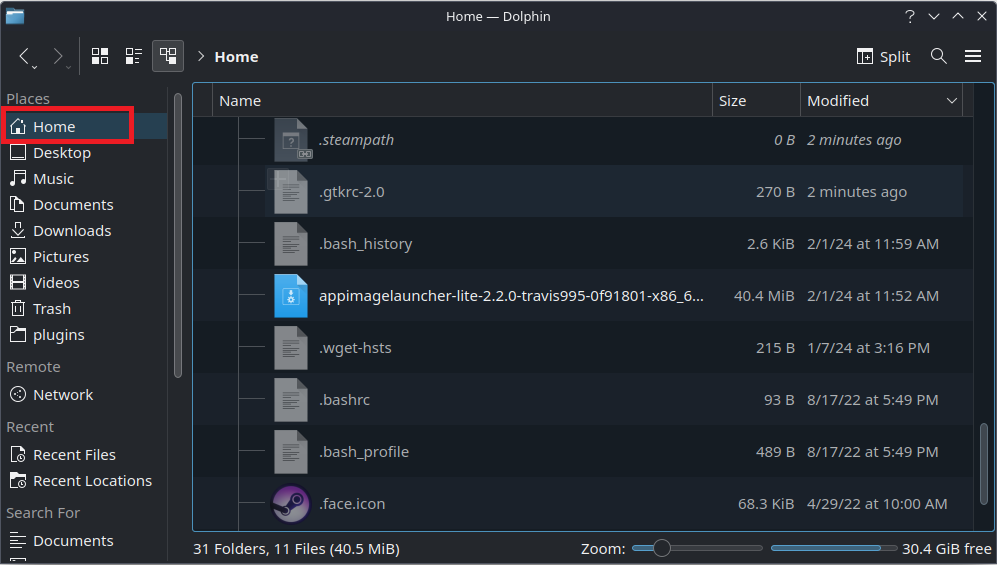 Home — Dolphin
Home
Split
Places
Home
Desktop
Music
Documents
Downloads
Pictures
Videos
Trash
plugins
Remote
Network
Recent
Recent Files
Recent Locations
Search For
Documents
Name Size Modified
.steampath 0 B 2 minutes ago
.gtkrc-2.0 270 B 2 minutes ago
.bash_history 2.6 KiB 2/1/24 at 11:59 AM
appimagelauncher-lite-2.2.0-travis995-0f91801-x86_6... 40.4 MiB 2/1/24 at 11:52 AM
.wget-hsts 215 B 1/7/24 at 3:16 PM
.bashrc 93 B 8/17/22 at 5:49 PM
.bash_profile 489 B 8/17/22 at 5:49 PM
.face.icon 68.3 KiB 4/29/22 at 10:00 AM
31 Folders, 11 Files (40.5 MiB) Zoom: 30.4 GiB free